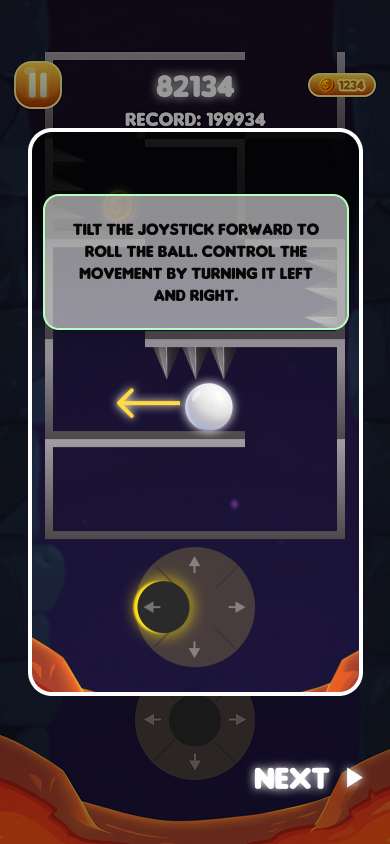 82134
1234
RECORD: 199934
TILT THE JOYSTICK FORWARD TO
ROLL THE BALL. CONTROL THE
MOVEMENT BY TURNING IT LEFT
AND RIGHT.
NEXT